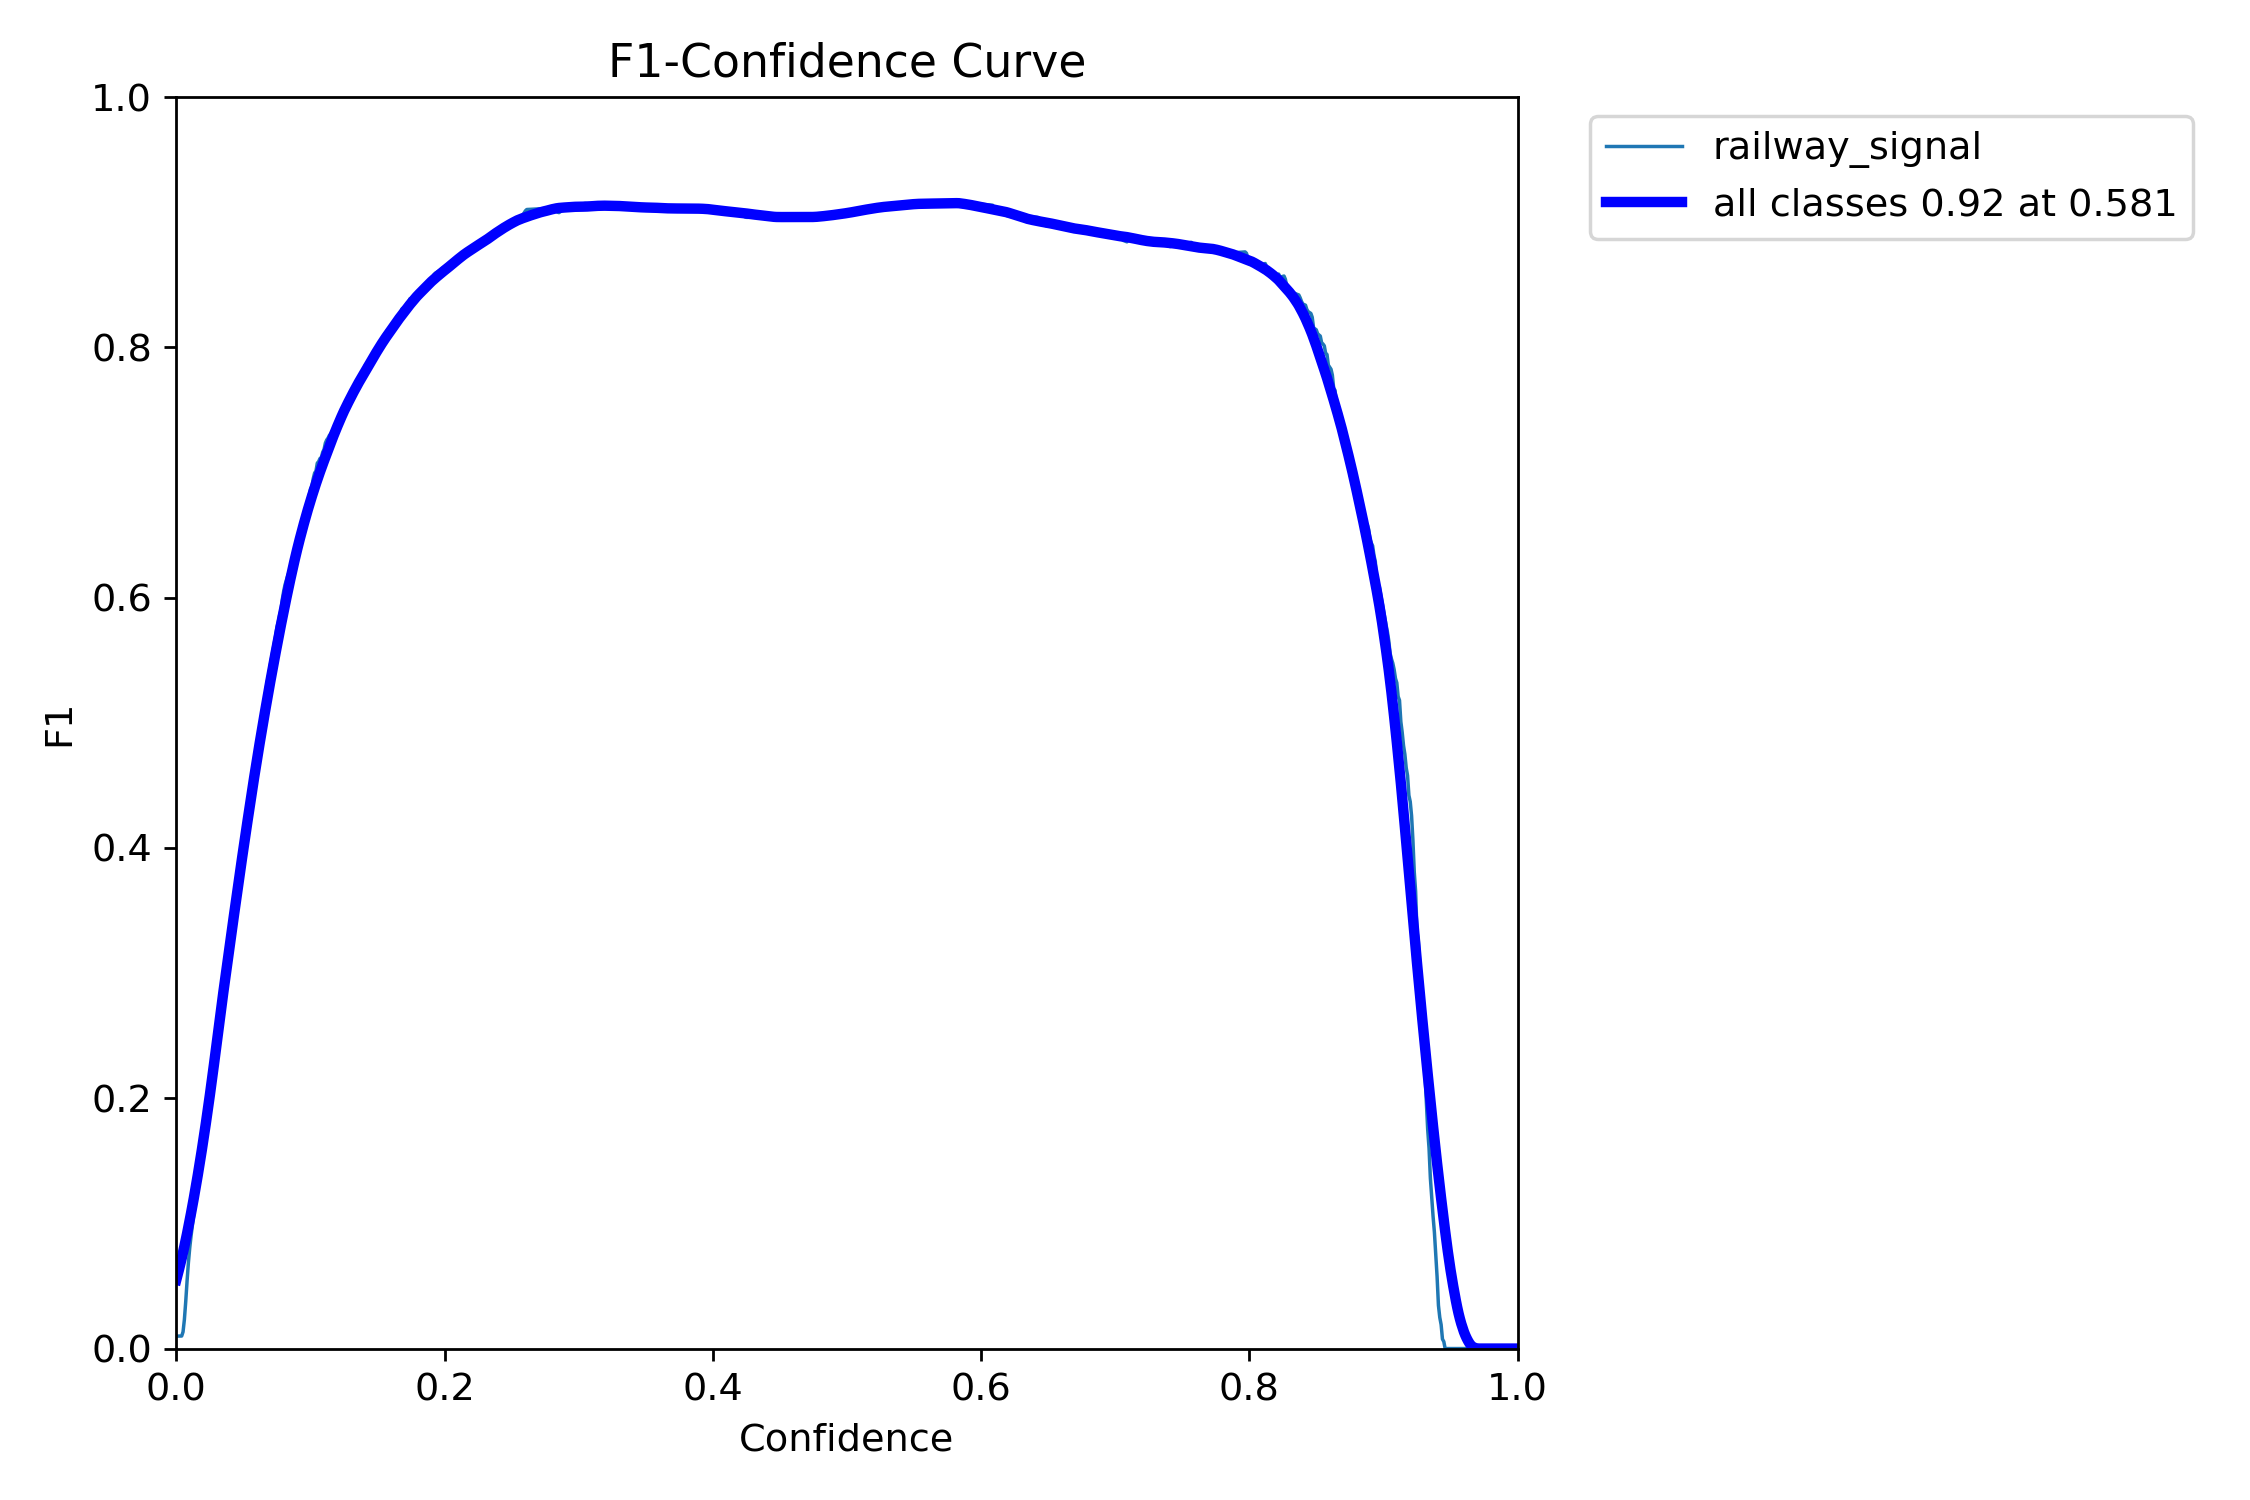 F1-Confidence Curve
1.0
0.8
0.6
0.4
0.2
0.0
F1
0.0 0.2 0.4 0.6 0.8 1.0
Confidence
railway_signal
all classes 0.92 at 0.581